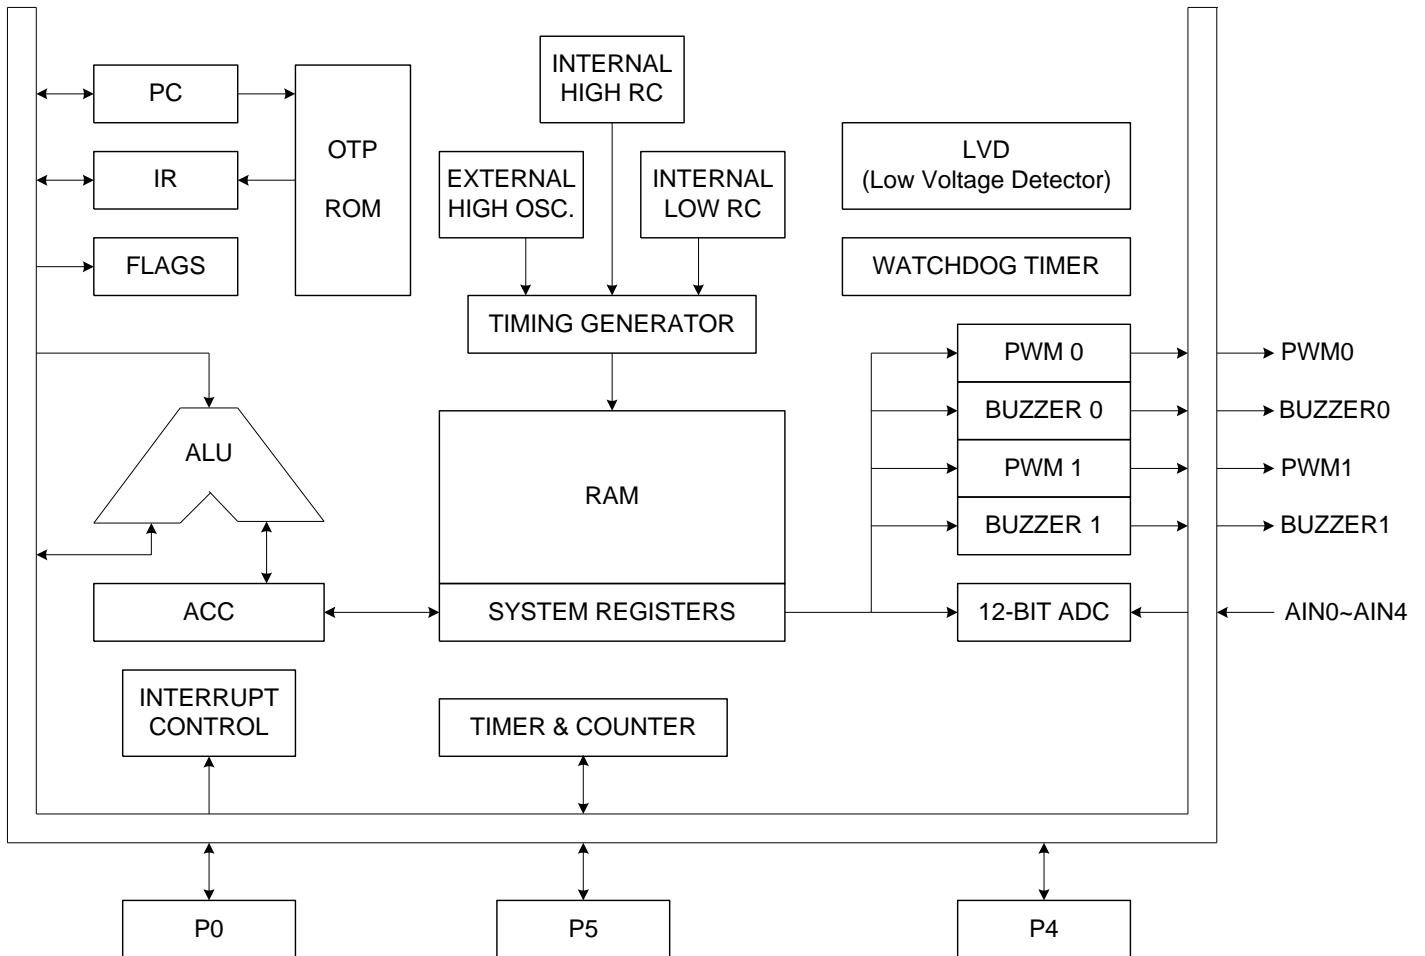 INTERNAL
HIGH RC
PC
OTP
ROM
LVD
(Low Voltage Detector)
IR
EXTERNAL
HIGH OSC.
INTERNAL
LOW RC
FLAGS
WATCHDOG TIMER
TIMING GENERATOR
PWM 0
PWM0
BUZZER 0
BUZZER0
ALU
PWM 1
PWM1
RAM
BUZZER 1
BUZZER1
ACC
SYSTEM REGISTERS
12-BIT ADC
AIN0~AIN4
INTERRUPT
CONTROL
TIMER & COUNTER
P0
P5
P4